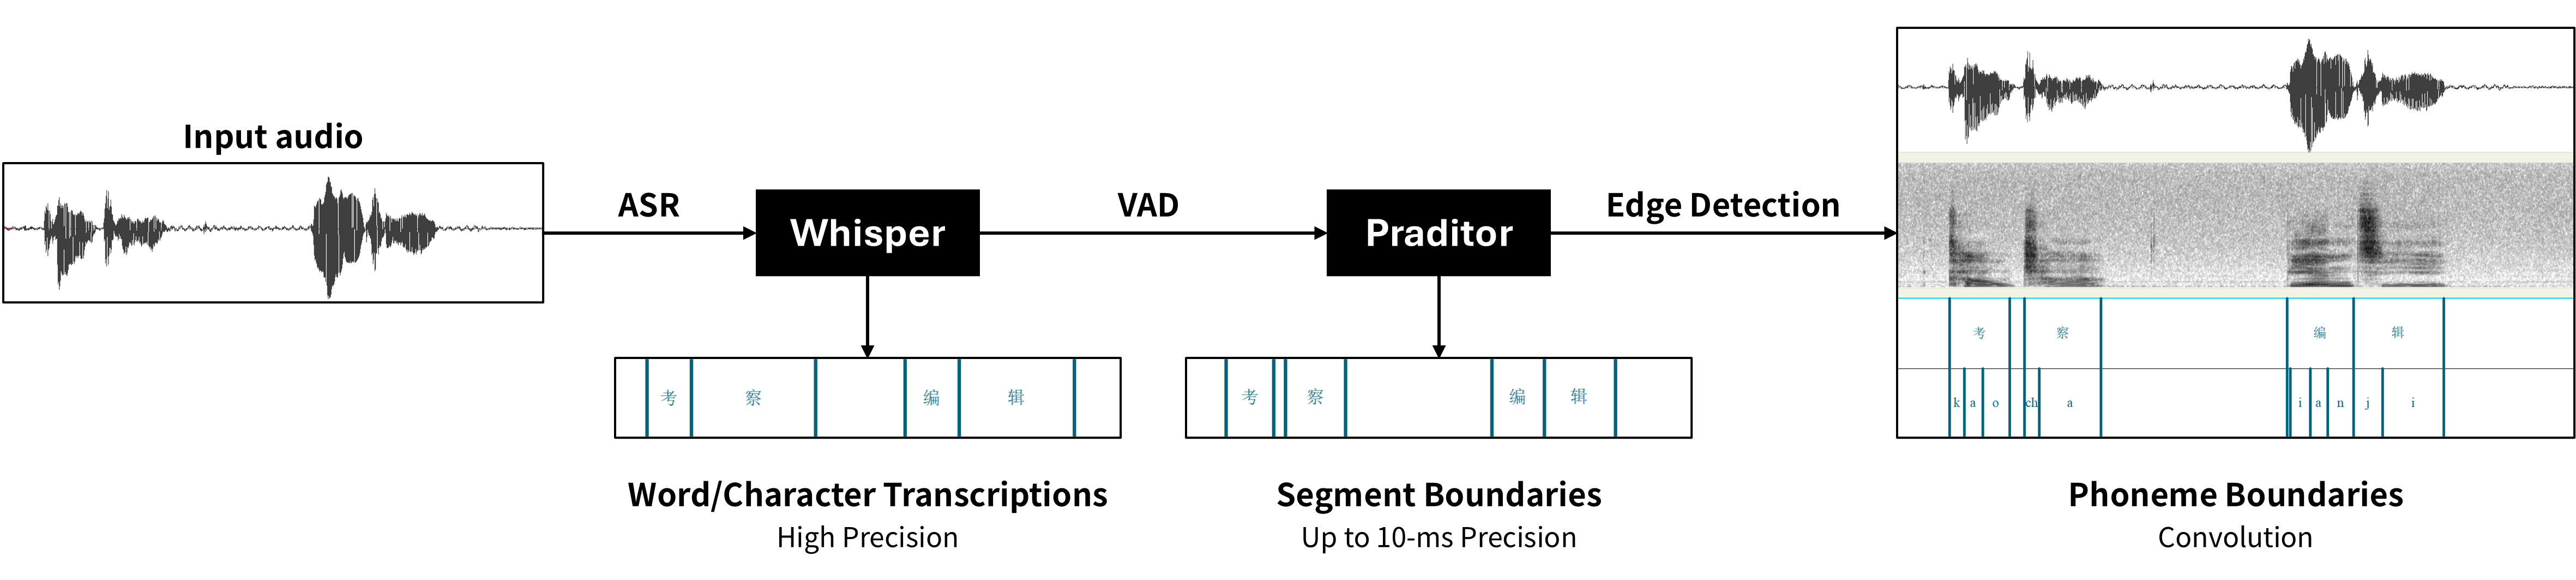 Input audio
ASR
Whisper
VAD
Praditor
Edge Detection
考 察 编 辑
考 察 编 辑
考 察 编 辑
k a o ch a i a n j i
Word/Character Transcriptions
High Precision
Segment Boundaries
Up to 10-ms Precision
Phoneme Boundaries
Convolution